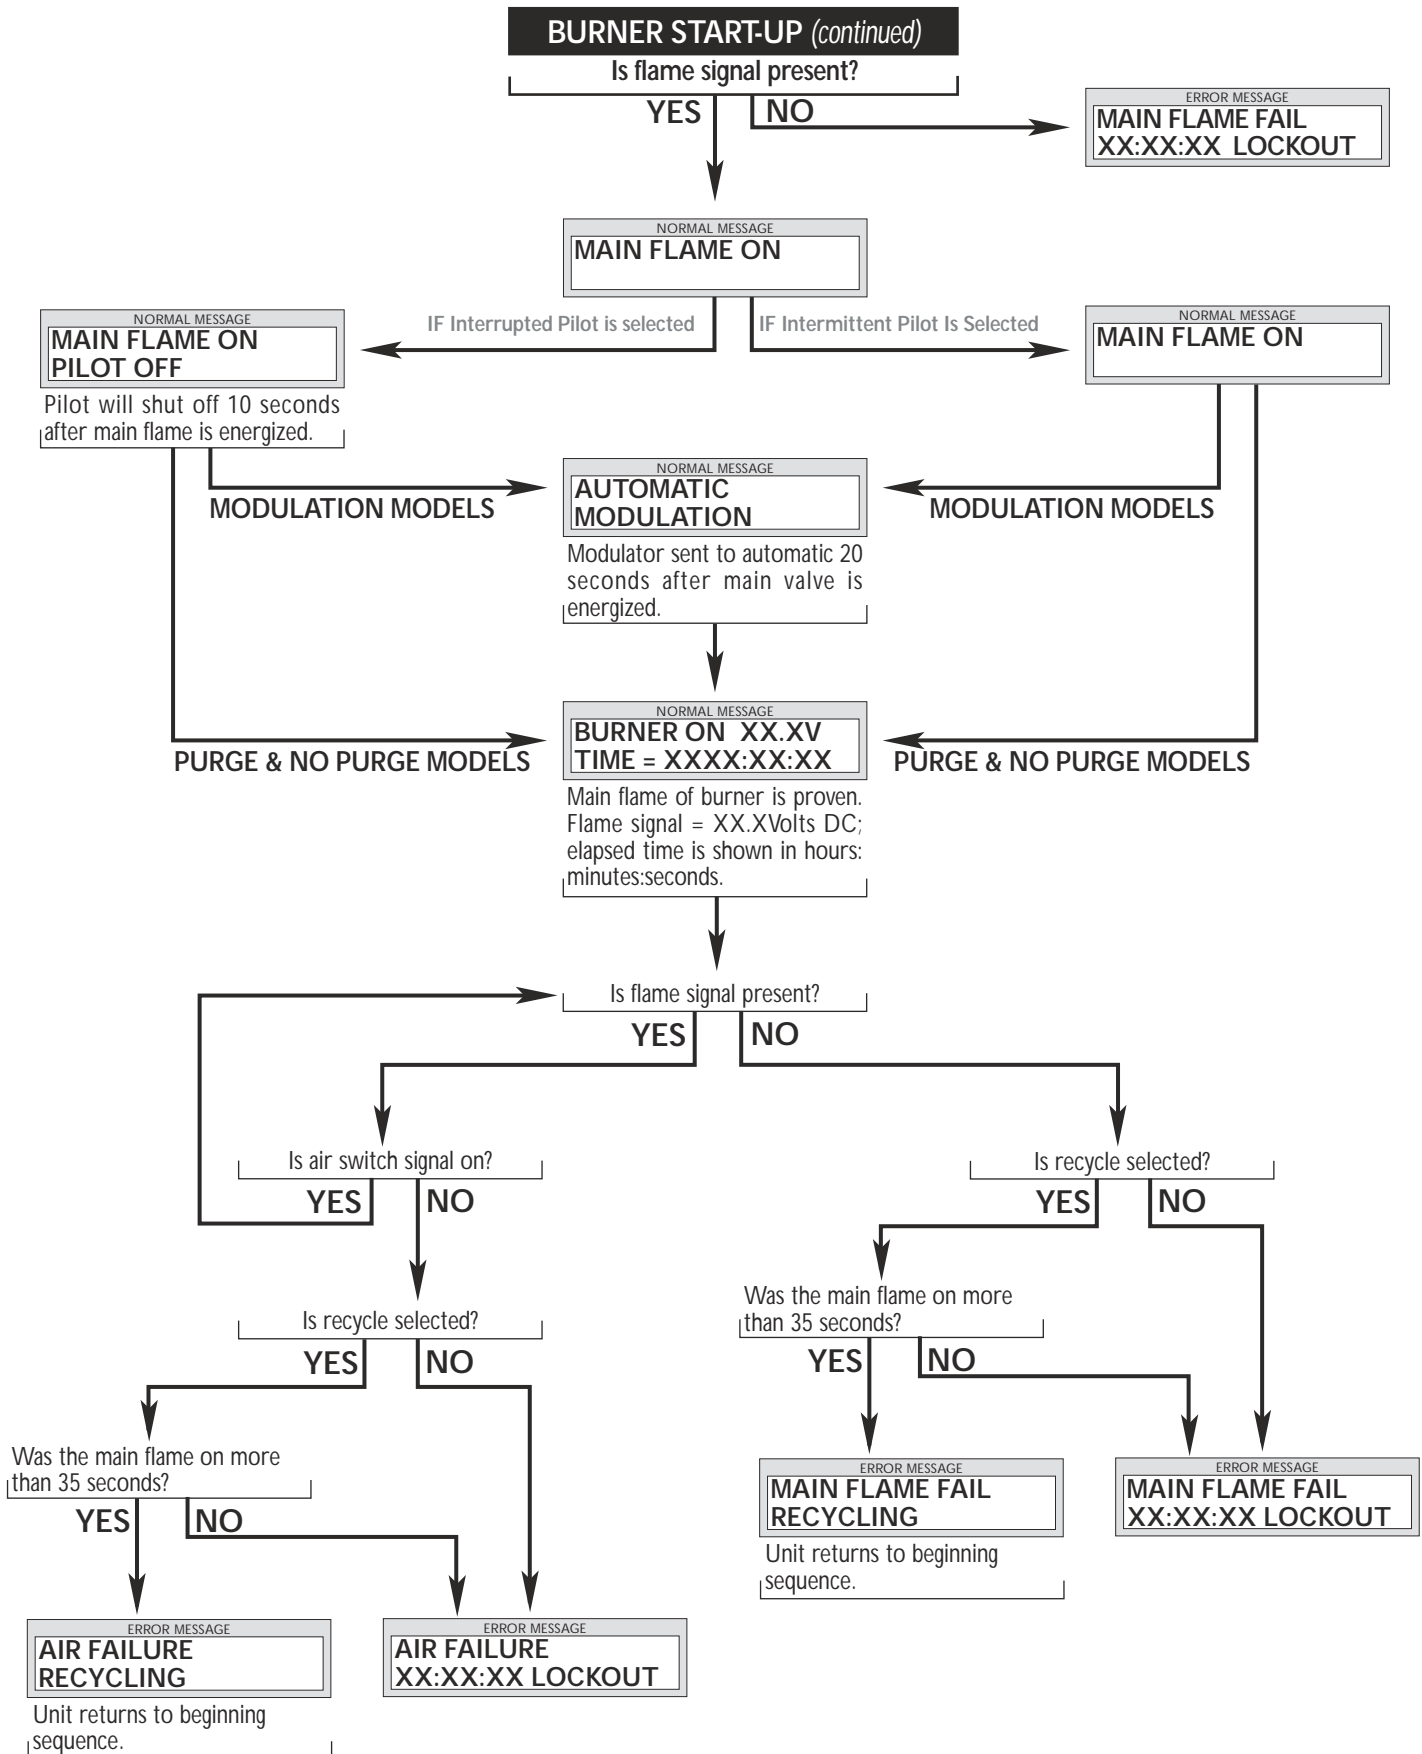 BURNER START-UP (continued)
Is flame signal present?
YES
NO
ERROR MESSAGE
MAIN FLAME FAIL
XX:XX:XX LOCKOUT
NORMAL MESSAGE
MAIN FLAME ON
IF Interrupted Pilot is selected
IF Intermittent Pilot Is Selected
NORMAL MESSAGE
MAIN FLAME ON
PILOT OFF
Pilot will shut off 10 seconds
after main flame is energized.
NORMAL MESSAGE
MAIN FLAME ON
MODULATION MODELS
NORMAL MESSAGE
AUTOMATIC
MODULATION
Modulator sent to automatic 20
seconds after main valve is
energized.
MODULATION MODELS
PURGE & NO PURGE MODELS
NORMAL MESSAGE
BURNER ON XX.XV
TIME = XXXX:XX:XX
Main flame of burner is proven.
Flame signal = XX.XVolts DC;
elapsed time is shown in hours:
minutes:seconds.
PURGE & NO PURGE MODELS
Is flame signal present?
YES
NO
Is air switch signal on?
YES
NO
Is recycle selected?
YES
NO
Was the main flame on more
than 35 seconds?
YES
NO
ERROR MESSAGE
AIR FAILURE
RECYCLING
Unit returns to beginning
sequence.
ERROR MESSAGE
AIR FAILURE
XX:XX:XX LOCKOUT
Is recycle selected?
YES
NO
Was the main flame on more
than 35 seconds?
YES
NO
ERROR MESSAGE
MAIN FLAME FAIL
RECYCLING
Unit returns to beginning
sequence.
ERROR MESSAGE
MAIN FLAME FAIL
XX:XX:XX LOCKOUT